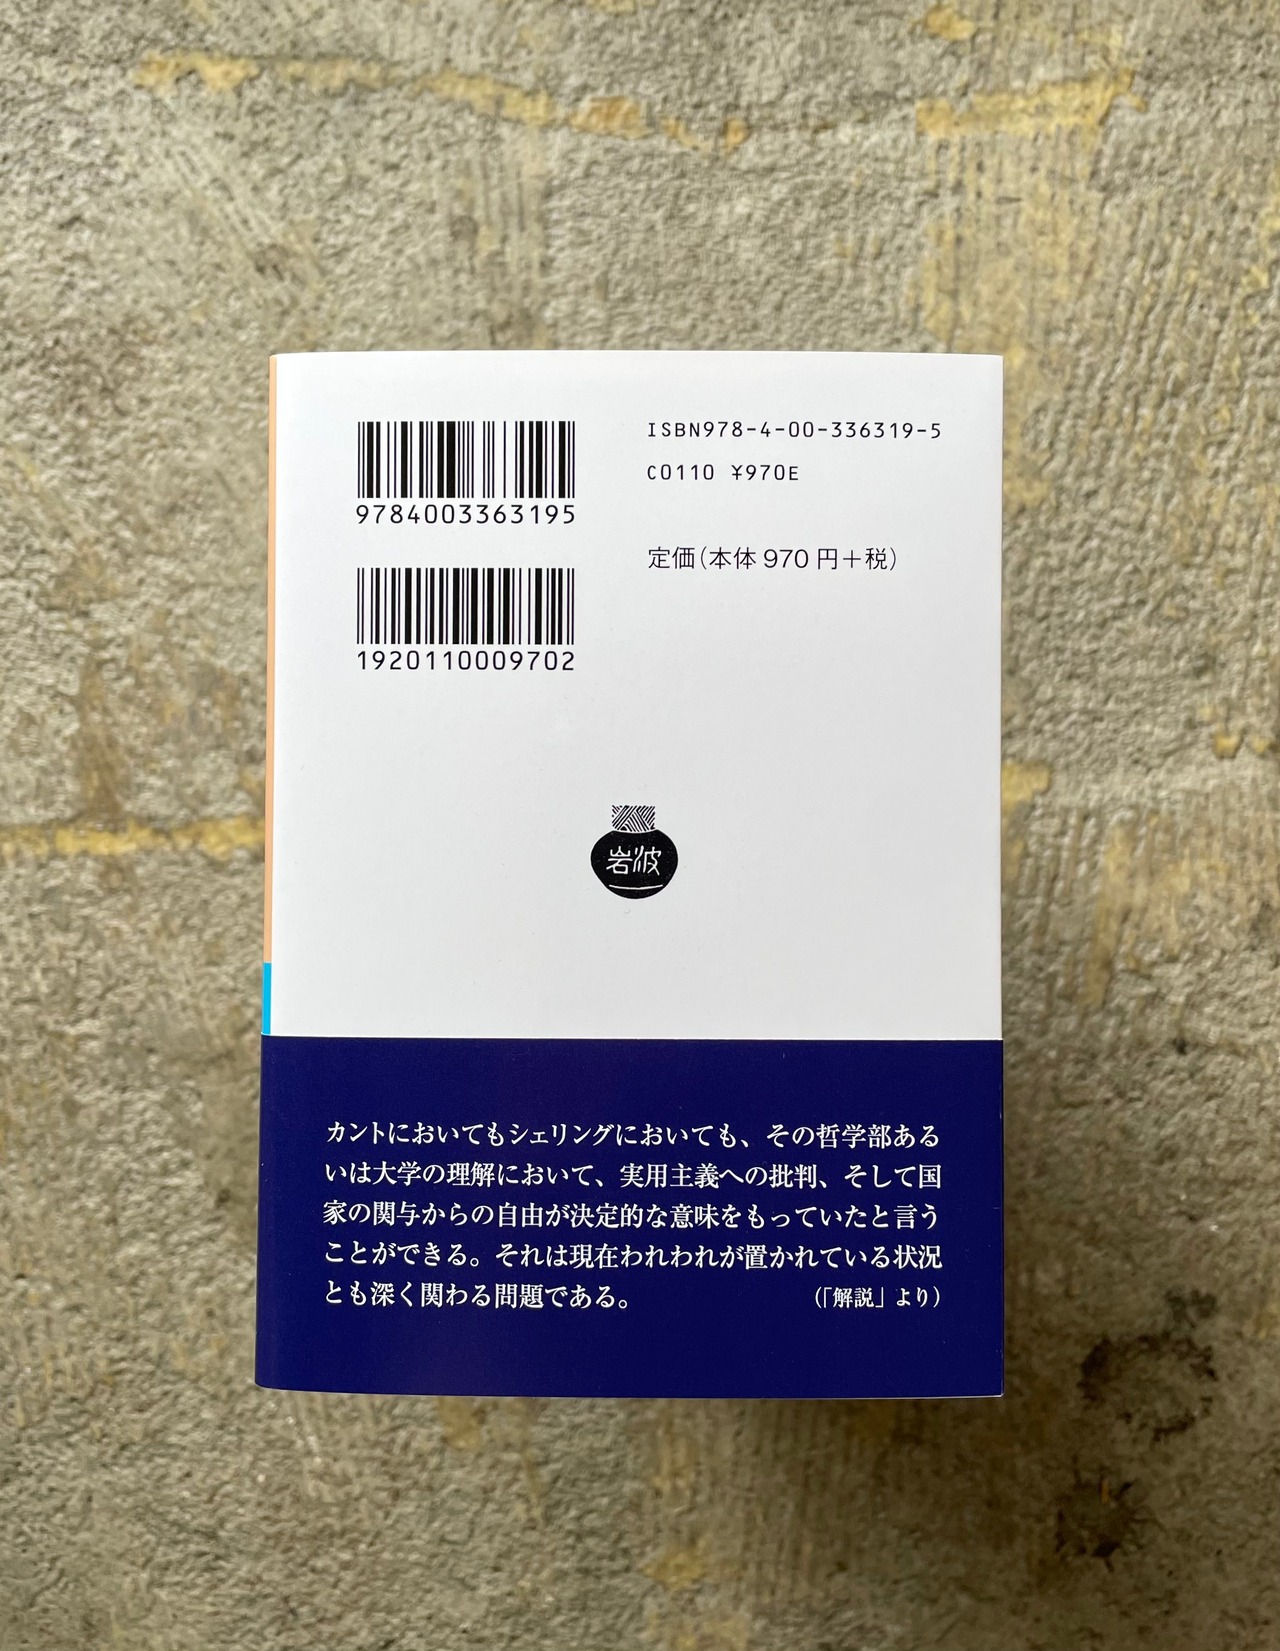 9784003363195
1920110009702
ISBN978-4-00-336319-5
C0110 ¥970E
定価(本体 970 円+税)
岩波
カントにおいてもシェリングにおいても、その哲学部ある
いは大学の理解において、実用主義への批判、そして国
家の関与からの自由が決定的な意味をもっていたと言う
ことができる。それは現在われわれが置かれている状況
とも深く関わる問題である。 (「解説」より)